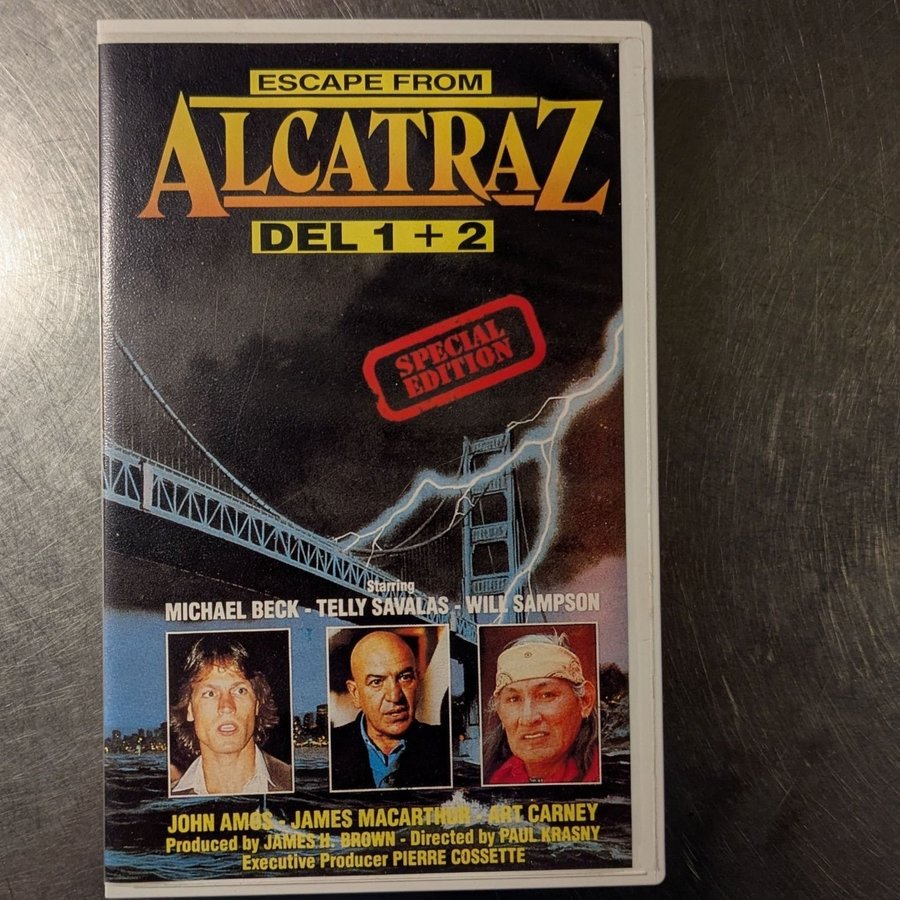 ESCAPE FROM
ALCATRAZ
DEL 1 + 2
SPECIAL
EDITION
Starring
MICHAEL BECK - TELLY SAVALAS - WILL SAMPSON
JOHN AMOS - JAMES MACARTHUR - ART CARNEY
Produced by JAMES H. BROWN - Directed by PAUL KRASNY
Executive Producer PIERRE COSSETTE